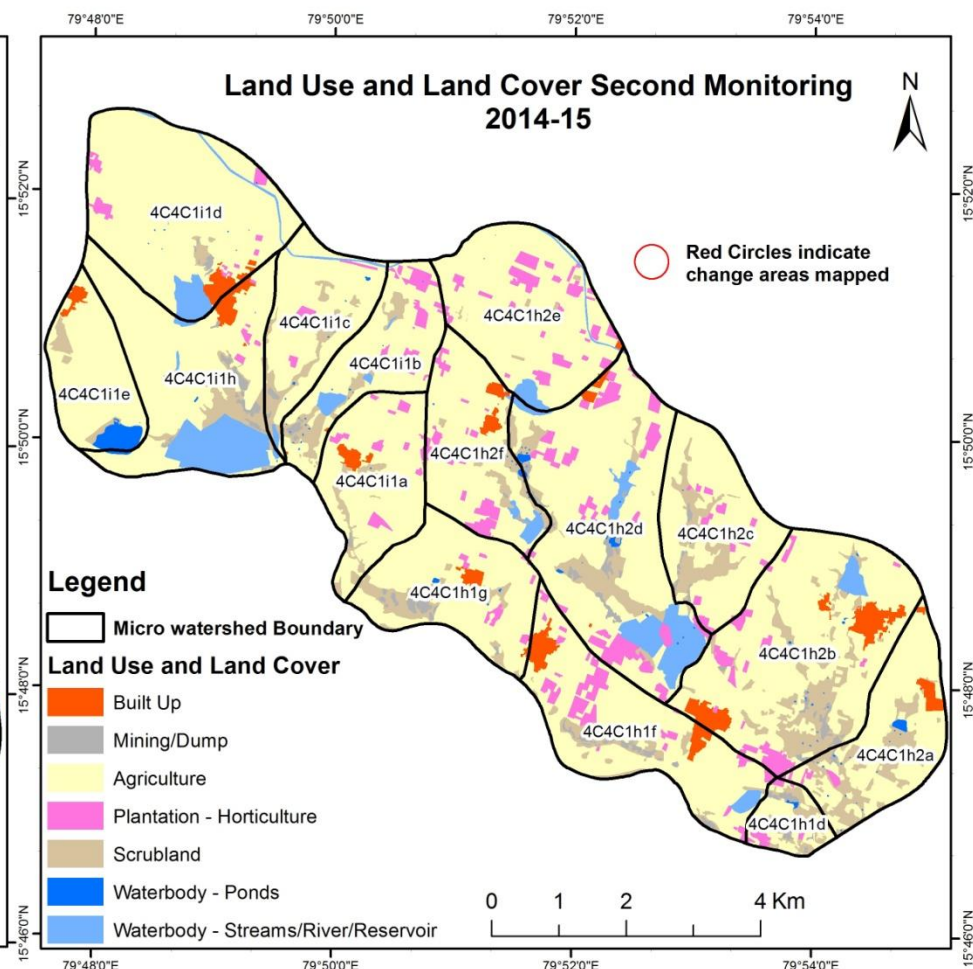 79°48'0"E 79°50'0"E 79°52'0"E 79°54'0"E
Land Use and Land Cover Second Monitoring
2014-15
N
15°52'0"N 15°52'0"N
4C4C1i1d
Red Circles indicate
change areas mapped
4C4C1h2e
4C4C1i1c
4C4C1i1b
4C4C1i1h
4C4C1i1e
15°50'0"N 15°50'0"N
4C4C1h2f
4C4C1i1a
4C4C1h2d
4C4C1h2c
Legend
4C4C1h1g
Micro watershed Boundary
4C4C1h2b
Land Use and Land Cover
15°48'0"N 15°48'0"N
Built Up
4C4C1h1f
Mining/Dump
4C4C1h2a
Agriculture
Plantation - Horticulture
4C4C1h1d
Scrubland
Waterbody - Ponds
0 1 2 4 Km
Waterbody - Streams/River/Reservoir
15°46'0"N 15°46'0"N
79°48'0"E 79°50'0"E 79°52'0"E 79°54'0"E